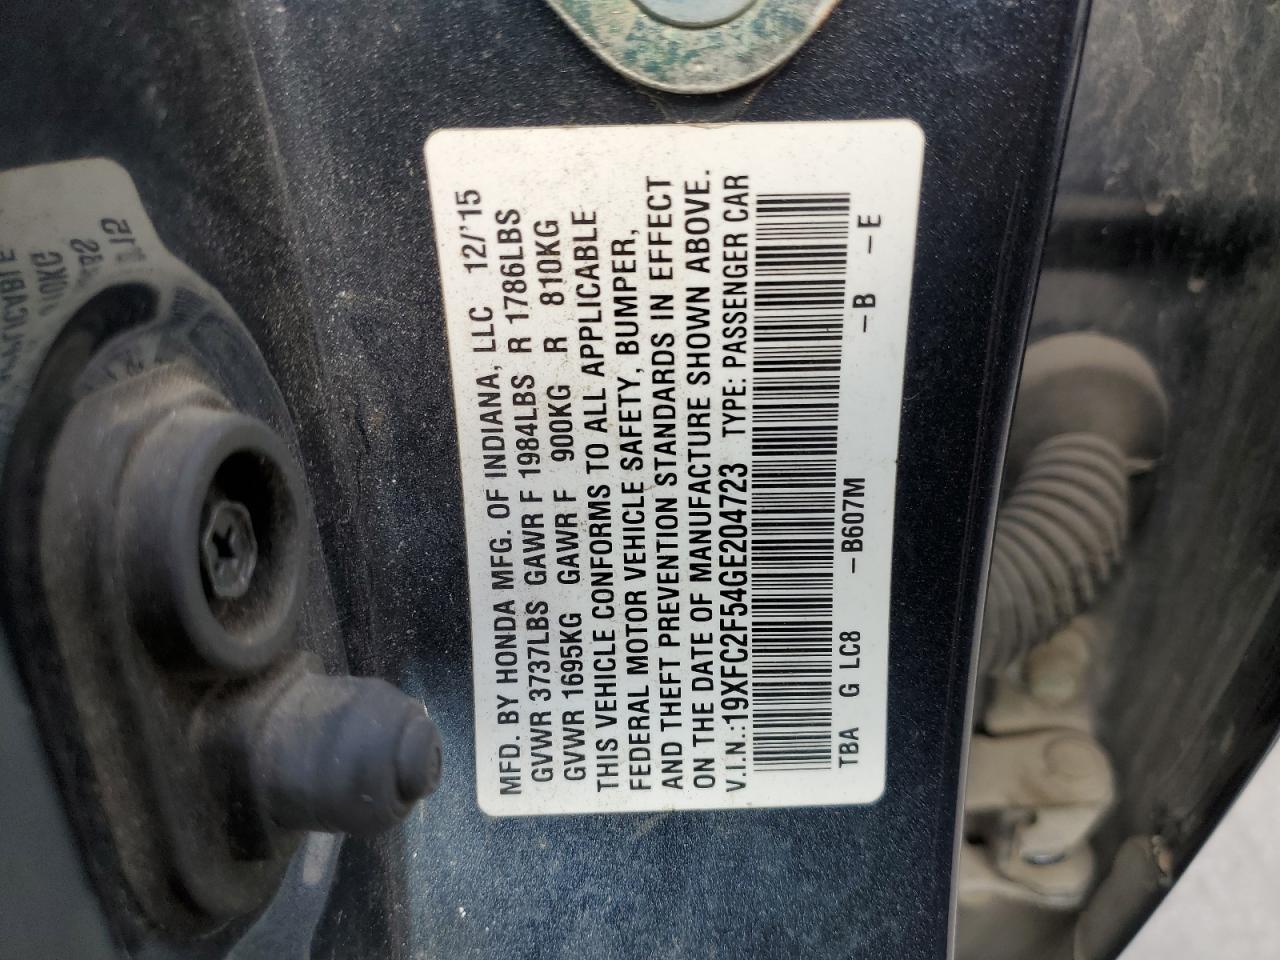 MFD. BY HONDA MFG. OF INDIANA, LLC 12/'15
GVWR 3737LBS GAWR F 1984LBS R 1786LBS
GVWR 1695KG GAWR F 900KG R 810KG
THIS VEHICLE CONFORMS TO ALL APPLICABLE
FEDERAL MOTOR VEHICLE SAFETY, BUMPER,
AND THEFT PREVENTION STANDARDS IN EFFECT
ON THE DATE OF MANUFACTURE SHOWN ABOVE.
V.I.N.:19XFC2F54GE204723 TYPE: PASSENGER CAR
TBA G LC8 -B607M -B -E